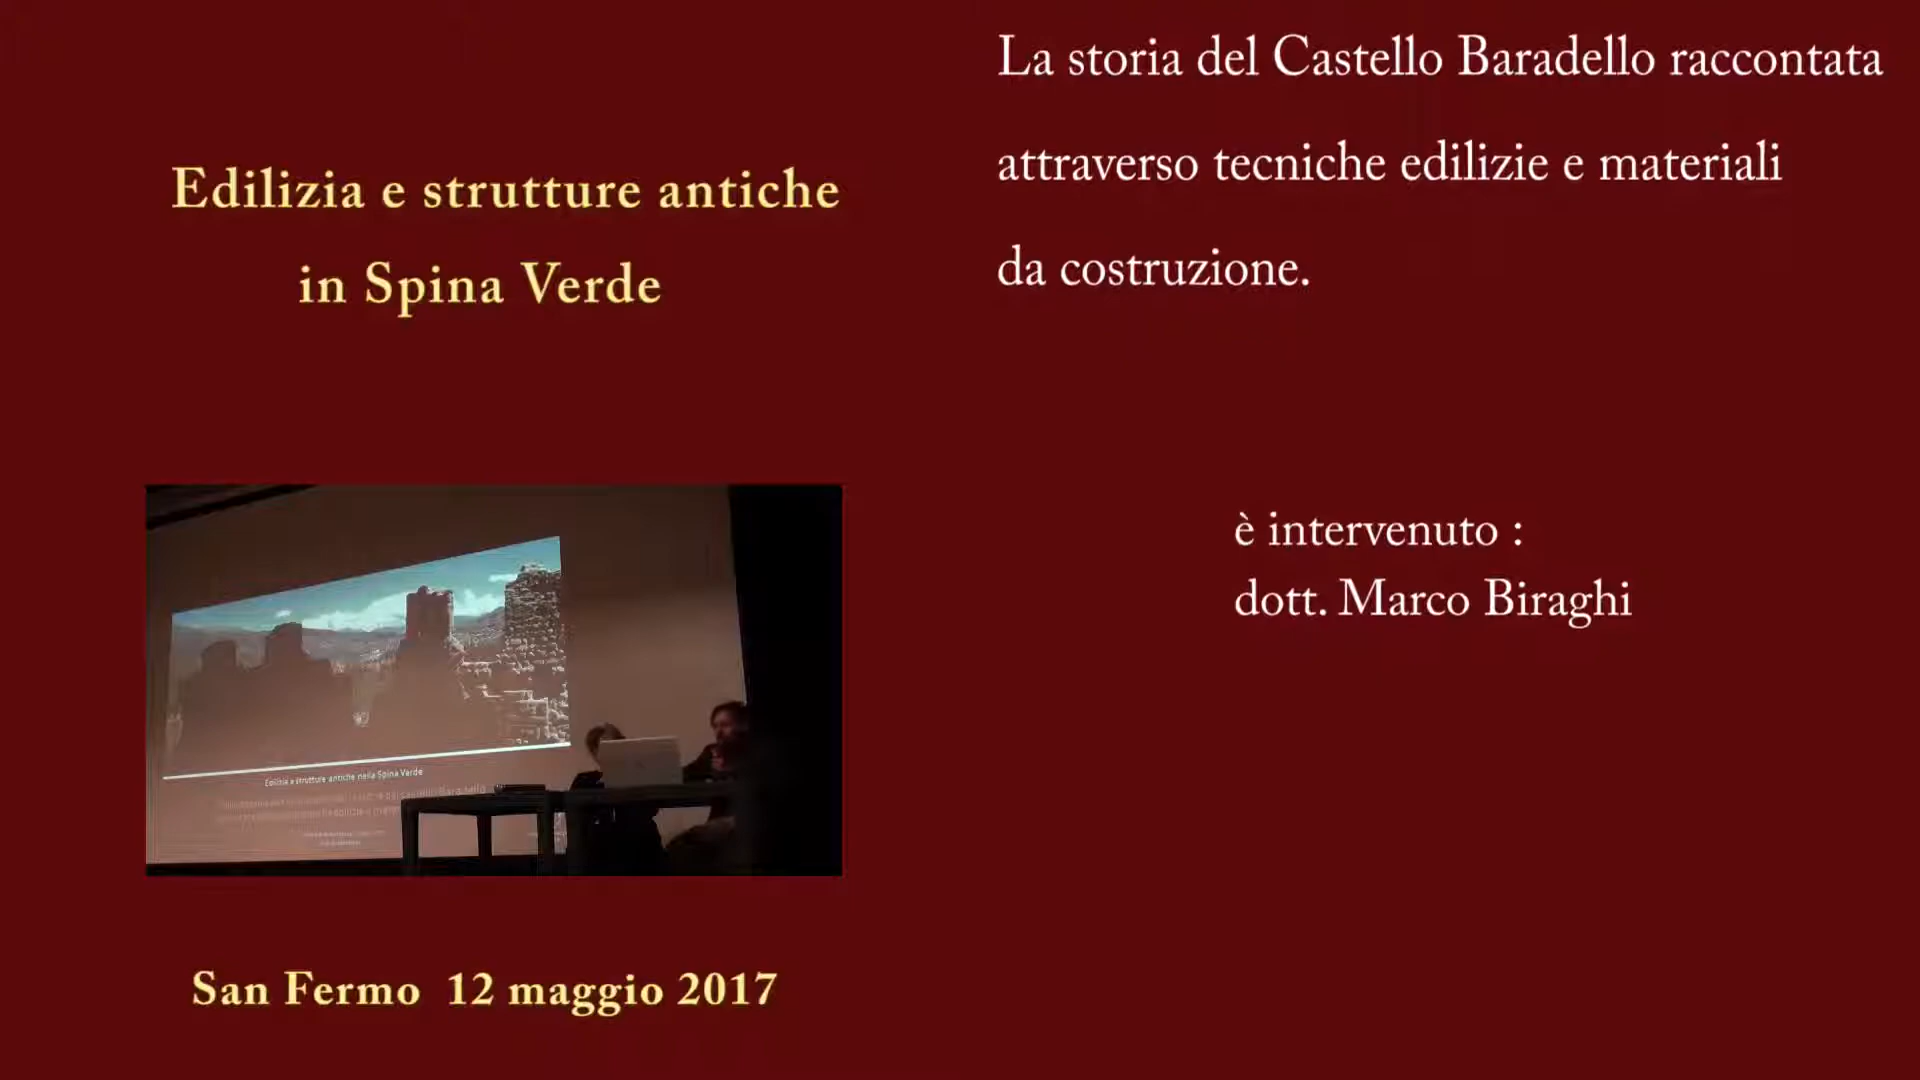 Edilizia e strutture antiche
in Spina Verde
La storia del Castello Baradello raccontata
attraverso tecniche edilizie e materiali
da costruzione.
è intervenuto :
dott. Marco Biraghi
Edilizia e strutture antiche nella Spina Verde
San Fermo 12 maggio 2017